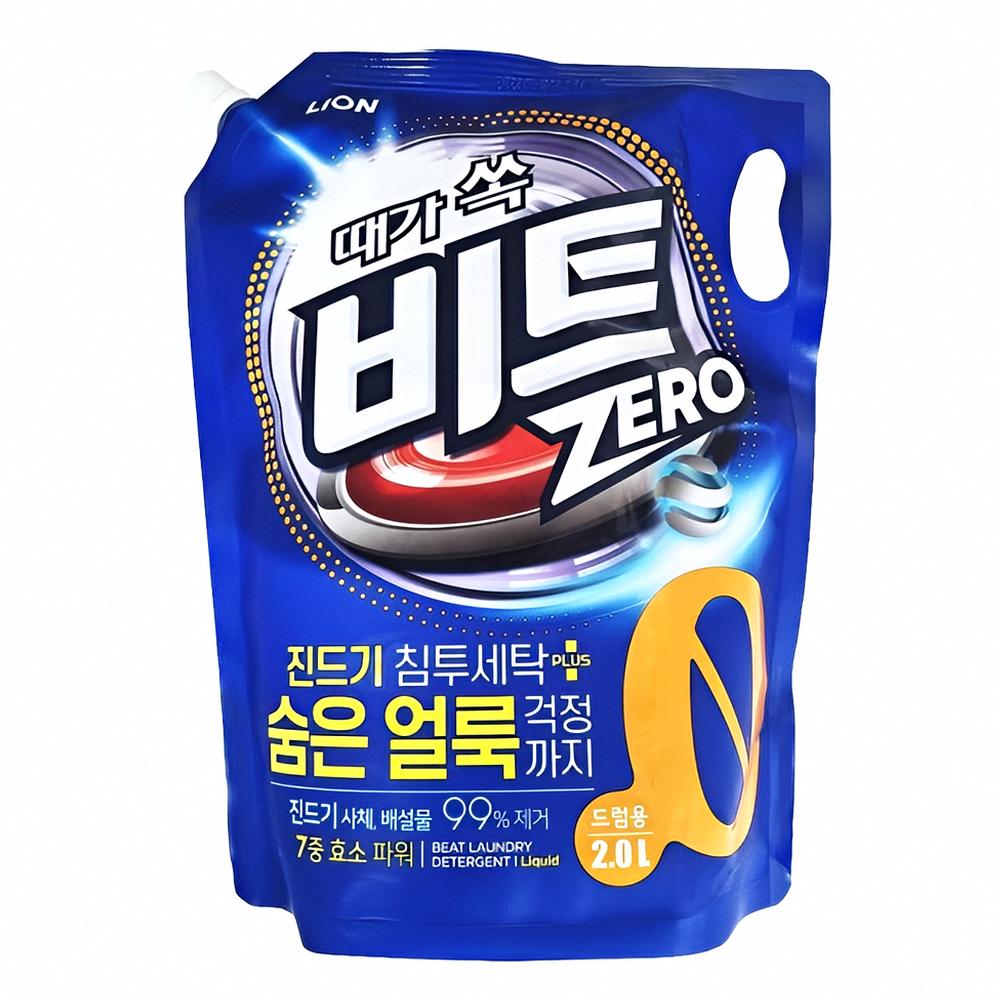 LION
때가 쏙
비트
ZERO
진드기 침투세탁 PLUS
숨은 얼룩 걱정
까지
진드기 사체, 배설물 99% 제거
7중 효소 파워 | BEAT LAUNDRY
DETERGENT | Liquid
드럼용
2.0 L